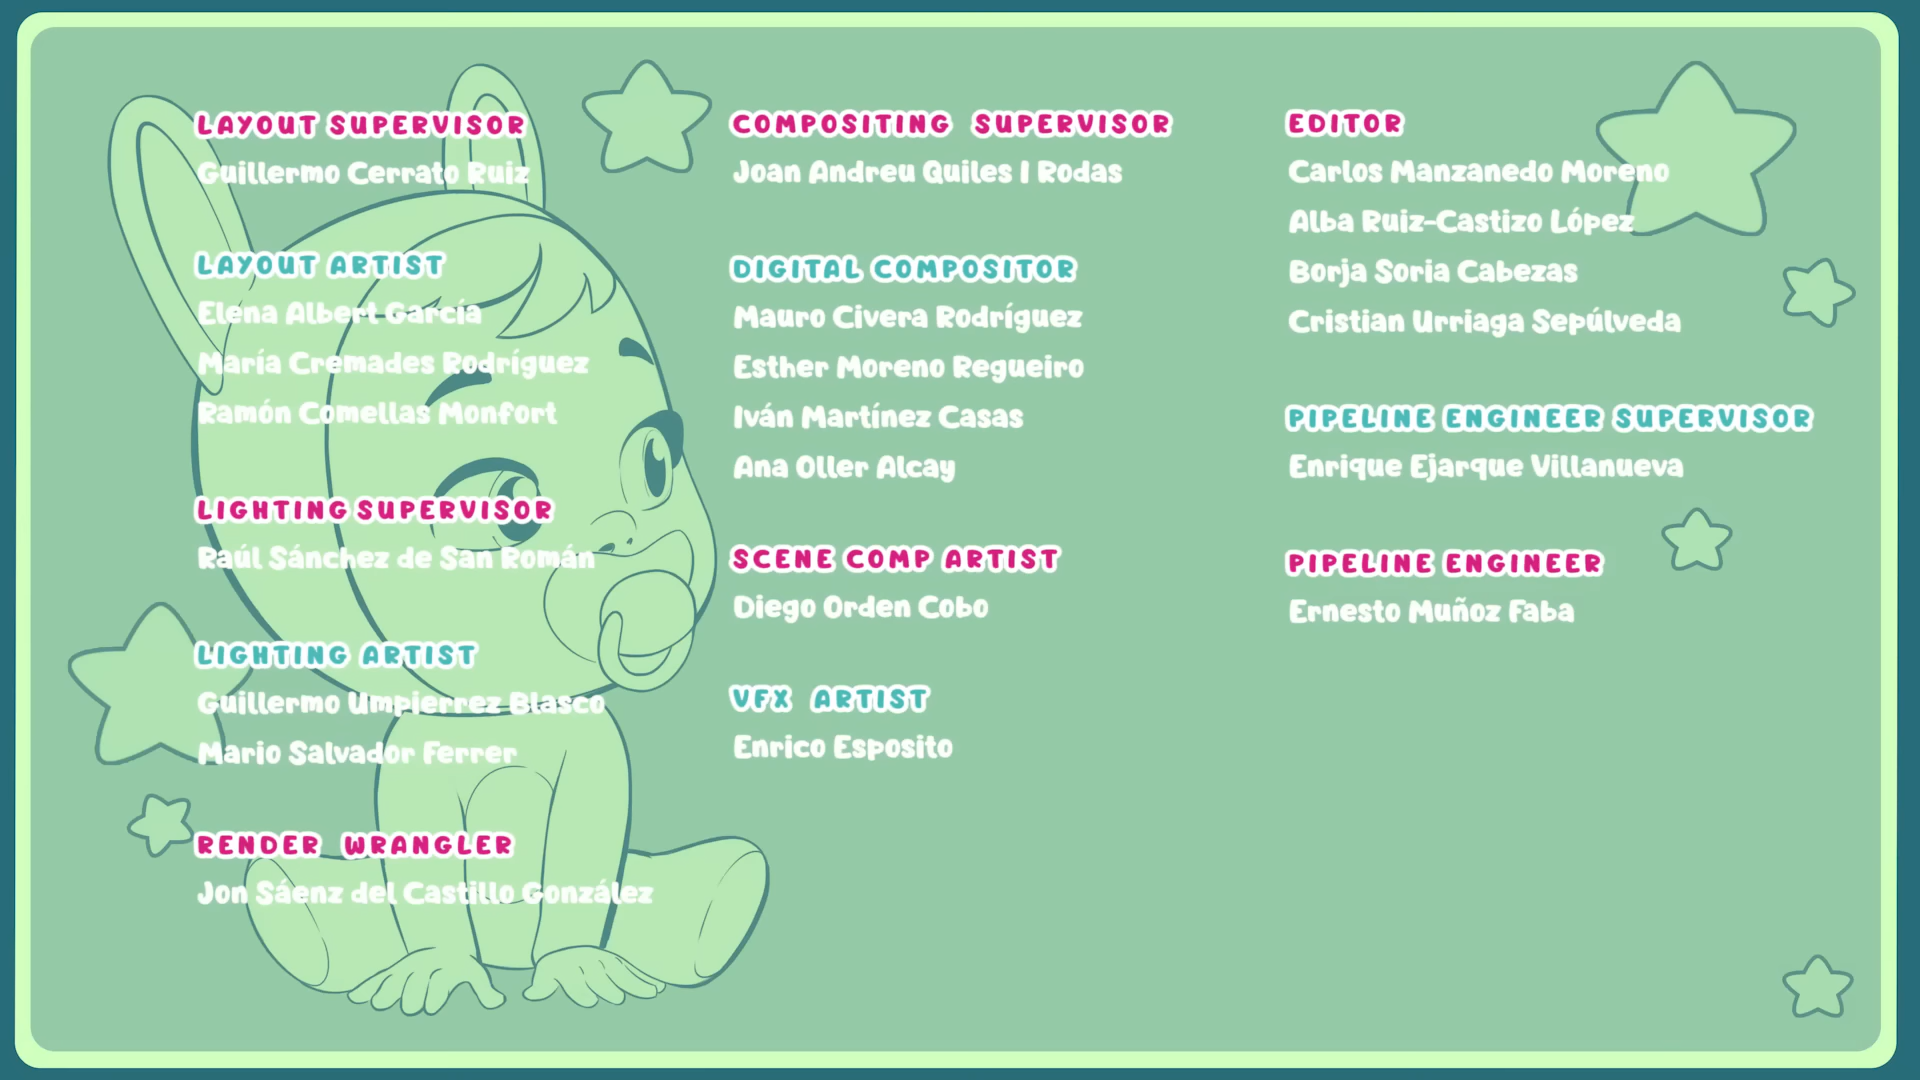 LAYOUT SUPERVISOR
Guillermo Cerrato Ruiz
LAYOUT ARTIST
Elena Albert García
María Cremades Rodríguez
Ramón Comellas Monfort
LIGHTING SUPERVISOR
Raúl Sánchez de San Román
LIGHTING ARTIST
Guillermo Umpierrez Blasco
Mario Salvador Ferrer
RENDER WRANGLER
Jon Sáenz del Castillo González
COMPOSITING SUPERVISOR
Joan Andreu Quiles I Rodas
DIGITAL COMPOSITOR
Mauro Civera Rodríguez
Esther Moreno Regueiro
Iván Martínez Casas
Ana Oller Alcay
SCENE COMP ARTIST
Diego Orden Cobo
VFX ARTIST
Enrico Esposito
EDITOR
Carlos Manzanedo Moreno
Alba Ruiz-Castizo López
Borja Soria Cabezas
Cristian Urriaga Sepúlveda
PIPELINE ENGINEER SUPERVISOR
Enrique Ejarque Villanueva
PIPELINE ENGINEER
Ernesto Muñoz Faba